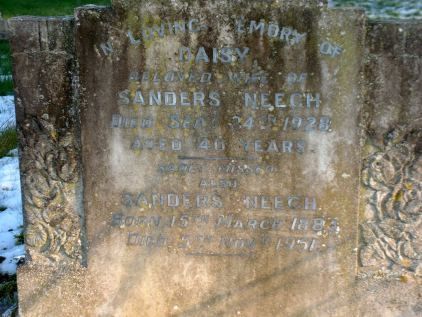 IN LOVING MEMORY OF
DAISY
BELOVED WIFE OF
SANDERS NEECH
DIED SEPT 24TH 1928
AGED 40 YEARS
ALSO
SANDERS NEECH.
BORN 15TH MARCH 1883
DIED 5TH NOV 1951.